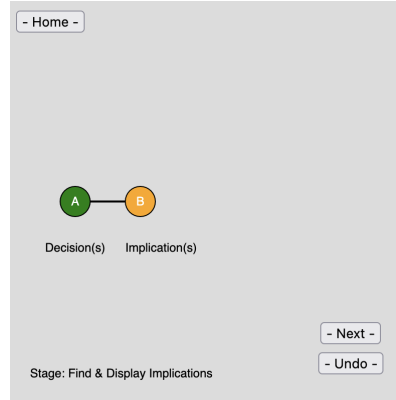 - Home -
A
B
Decision(s)
Implication(s)
- Next -
- Undo -
Stage: Find & Display Implications